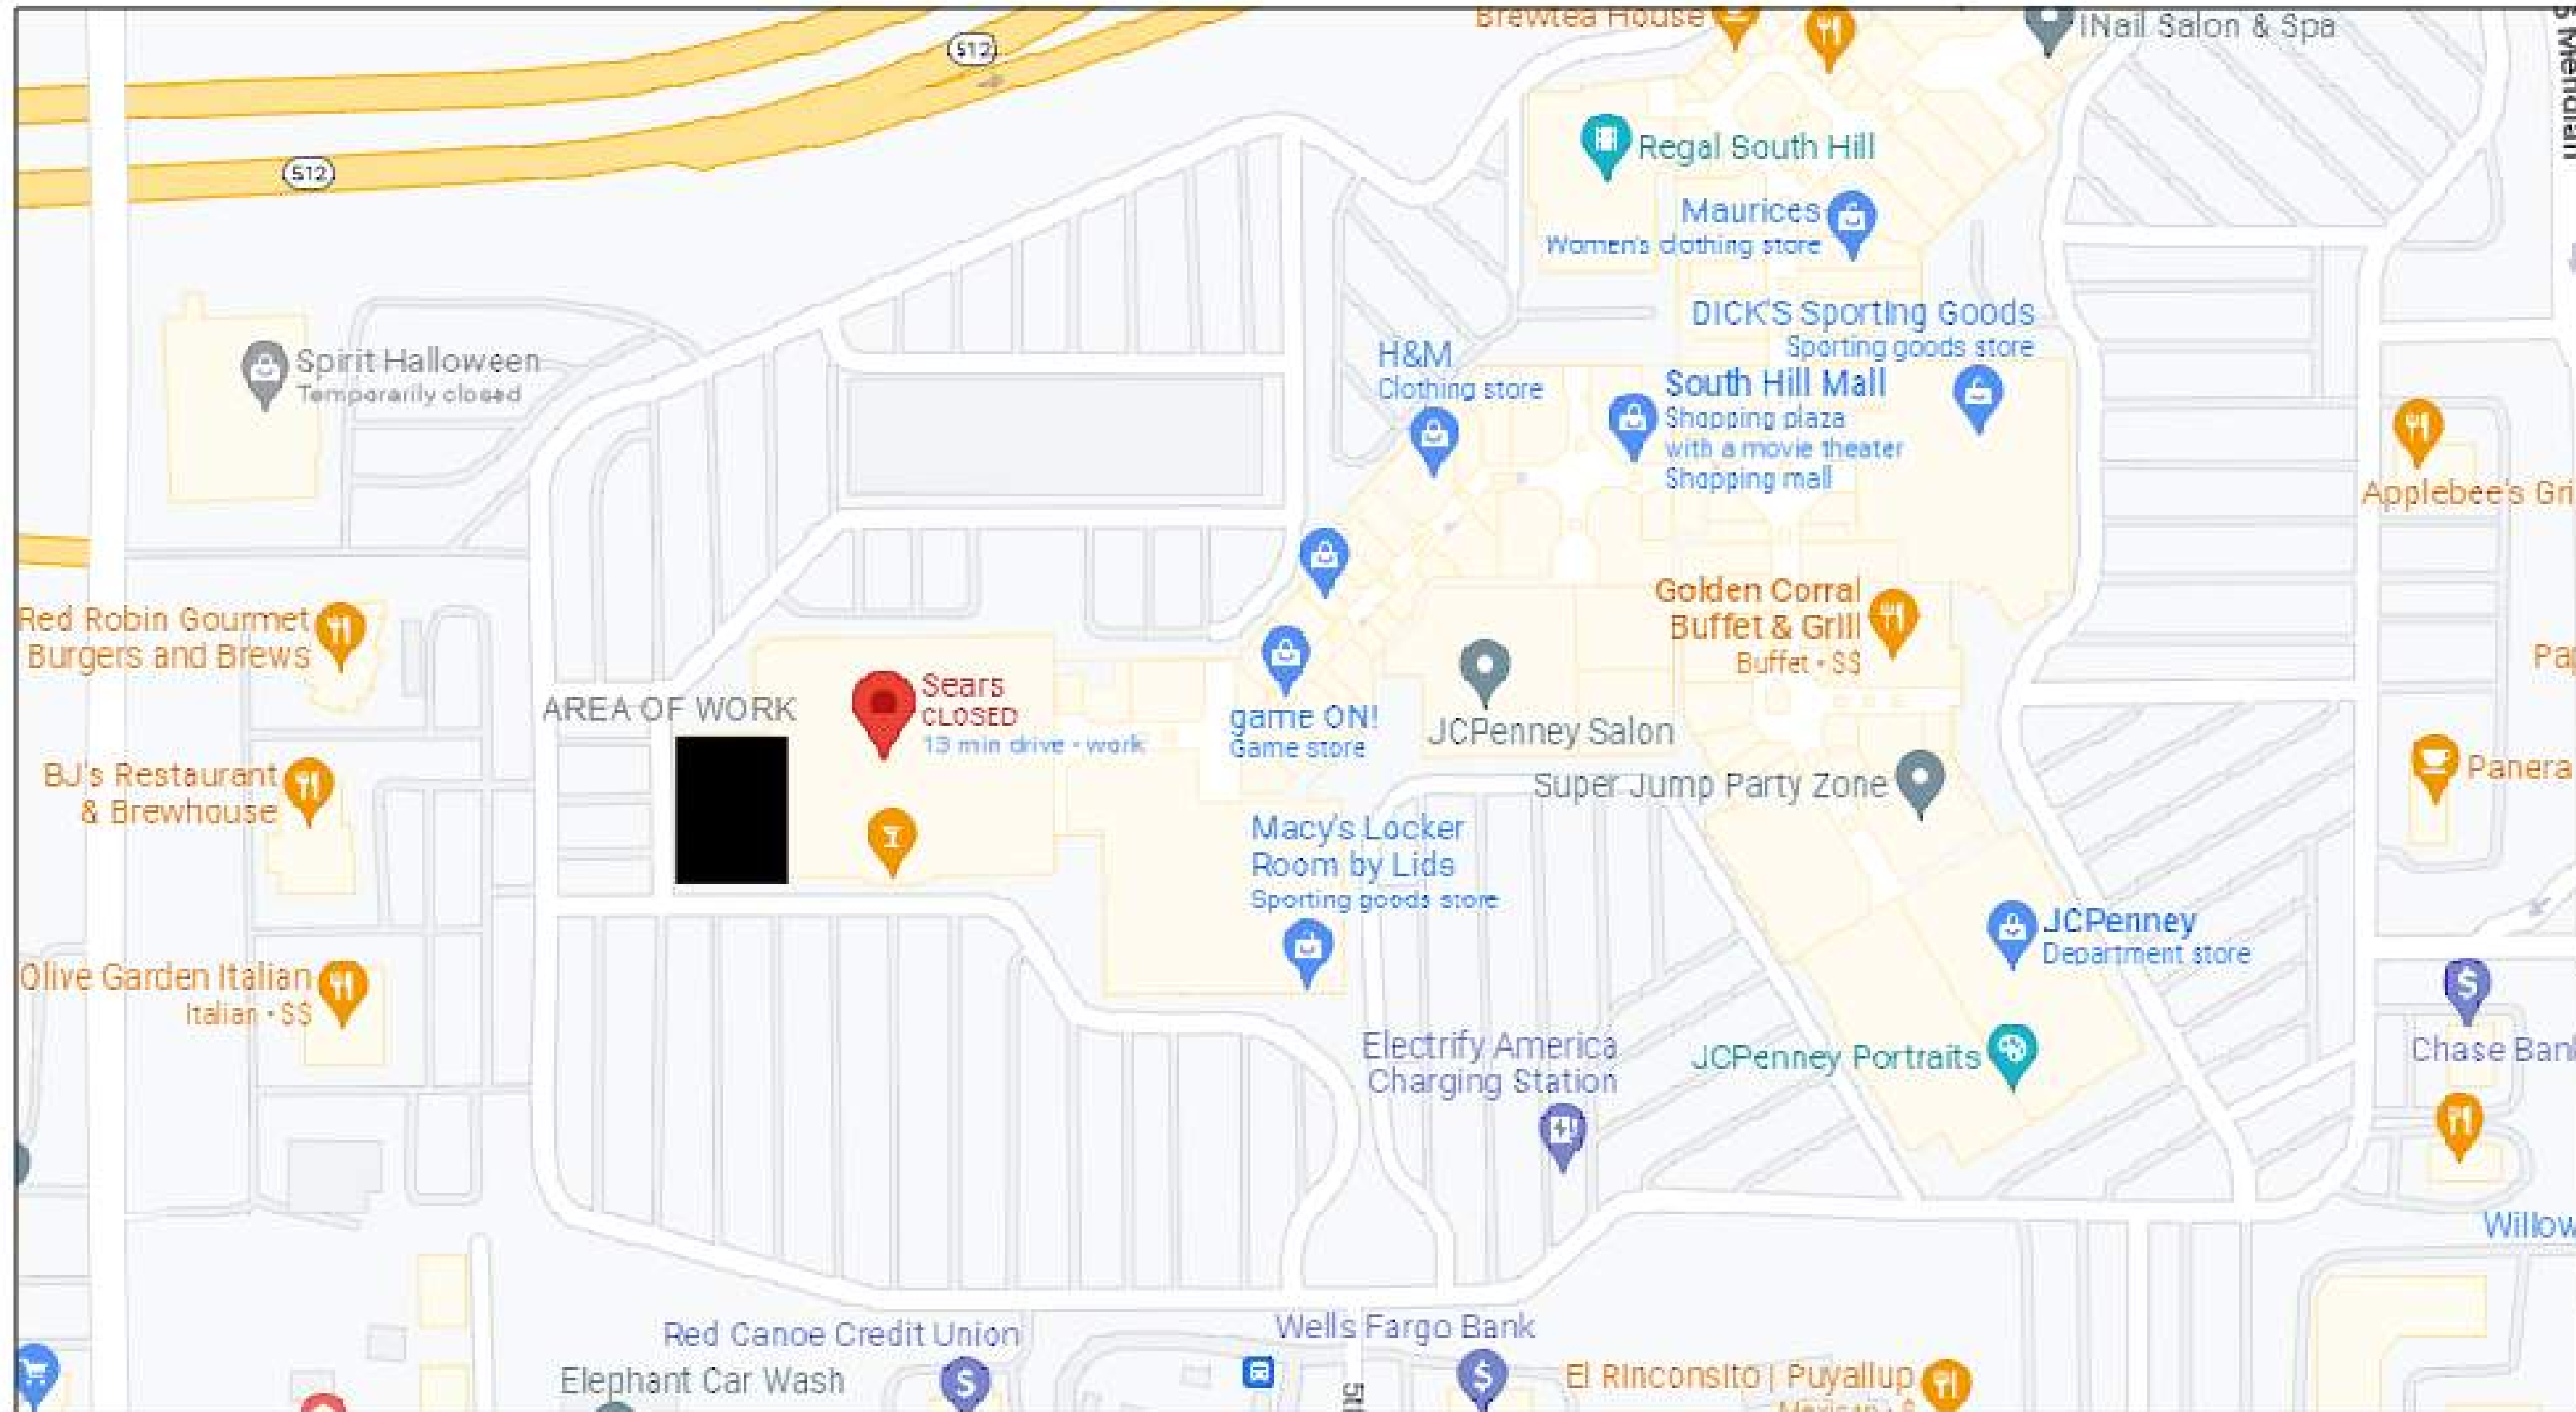 Brewtea House
INail Salon & Spa
512
512
Regal South Hill
Maurices
Women's clothing store
DICK'S Sporting Goods
Sporting goods store
H&M
Clothing store
South Hill Mall
Shopping plaza
with a movie theater
Shopping mall
Spirit Halloween
Temporarily closed
Applebee's Gri
Red Robin Gourmet
Burgers and Brews
Golden Corral
Buffet & Grill
Buffet • $$
AREA OF WORK
Sears
CLOSED
13 min drive - work
game ON!
Game store
JCPenney Salon
BJ's Restaurant
& Brewhouse
Super Jump Party Zone
Panera
Macy's Locker
Room by Lids
Sporting goods store
JCPenney
Department store
Olive Garden Italian
Italian • $$
Electrify America
Charging Station
JCPenney Portraits
Chase Bank
Willow
Red Canoe Credit Union
Wells Fargo Bank
Elephant Car Wash
El Rinconsito | Puyallup